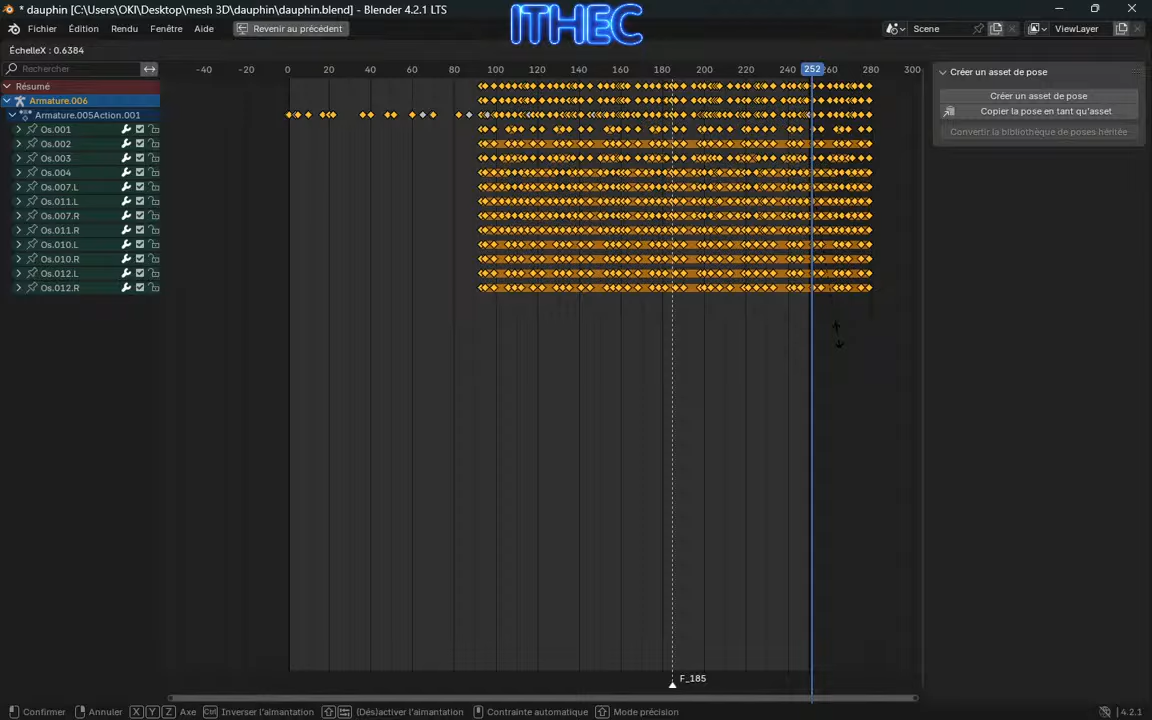 * dauphin [C:\Users\OKI\Desktop\mesh 3D\dauphin\dauphin.blend] - Blender 4.2.1 LTS
ITHEC
Fichier Édition Rendu Fenêtre Aide Revenir au précédent Scene ViewLayer
ÉchelleX : 0.6384
Rechercher -40 -20 0 20 40 60 80 100 120 140 160 180 200 220 240 252 260 280 300
Créer un asset de pose
Résumé
Créer un asset de pose
Armature.006
Copier la pose en tant qu'asset
Armature.005Action.001
Convertir la bibliothèque de poses héritée
Os.001
Os.002
Os.003
Os.004
Os.007.L
Os.011.L
Os.007.R
Os.011.R
Os.010.L
Os.010.R
Os.012.L
Os.012.R
F_185
Confirmer Annuler X Y Z Axe Ctrl Inverser l'aimantation (Dés)activer l'aimantation Contrainte automatique Mode précision 4.2.1